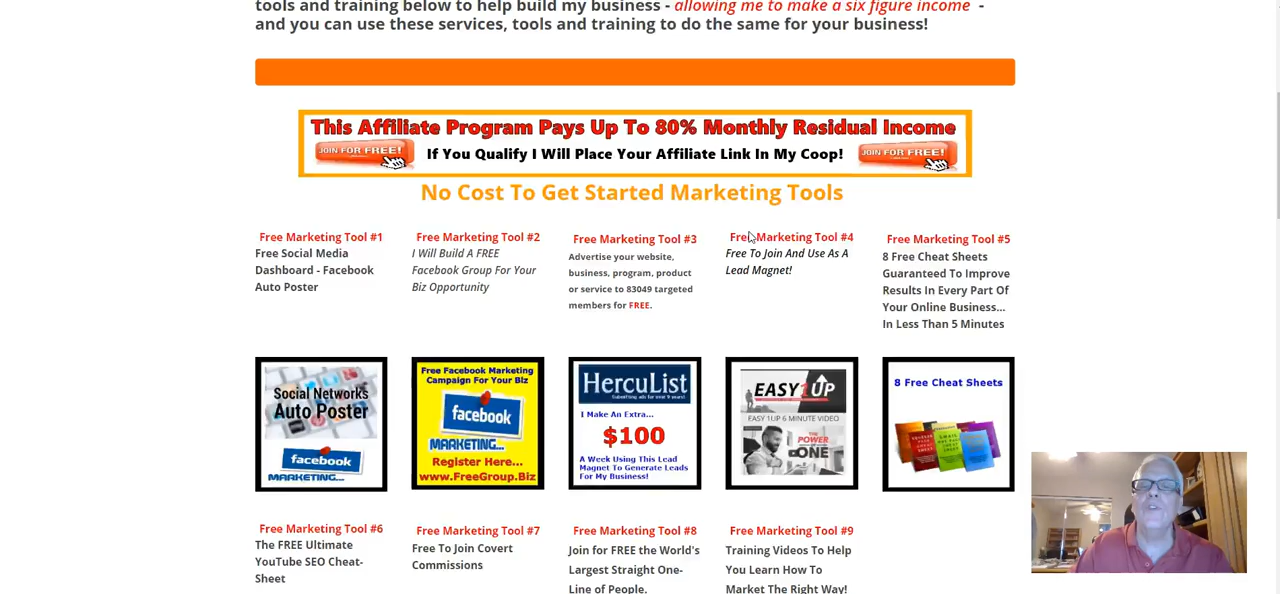 tools and training below to help build my business - allowing me to make a six figure income -
and you can use these services, tools and training to do the same for your business!
This Affiliate Program Pays Up To 80% Monthly Residual Income
JOIN FOR FREE!
If You Qualify I Will Place Your Affiliate Link In My Coop!
JOIN FOR FREE!
No Cost To Get Started Marketing Tools
Free Marketing Tool #1
Free Social Media
Dashboard - Facebook
Auto Poster
Free Marketing Tool #2
I Will Build A FREE
Facebook Group For Your
Biz Opportunity
Free Marketing Tool #3
Advertise your website,
business, program, product
or service to 83049 targeted
members for FREE.
Free Marketing Tool #4
Free To Join And Use As A
Lead Magnet!
Free Marketing Tool #5
8 Free Cheat Sheets
Guaranteed To Improve
Results In Every Part Of
Your Online Business...
In Less Than 5 Minutes
Social Networks
Auto Poster
facebook
MARKETING...
Free Facebook Marketing
Campaign For Your Biz
facebook
MARKETING...
Register Here...
www.FreeGroup.Biz
HercuList
I Make An Extra...
$100
A Week Using This Lead
Magnet To Generate Leads
For My Business!
EASY1UP
EASY 1UP 6 MINUTE VIDEO
THE
POWER
OF
ONE
8 Free Cheat Sheets
Free Marketing Tool #6
The FREE Ultimate
YouTube SEO Cheat-
Sheet
Free Marketing Tool #7
Free To Join Covert
Commissions
Free Marketing Tool #8
Join for FREE the World's
Largest Straight One-
Line of People.
Free Marketing Tool #9
Training Videos To Help
You Learn How To
Market The Right Way!